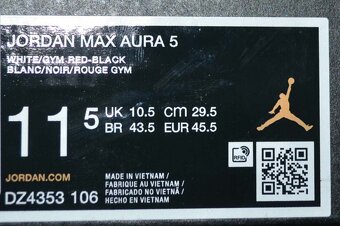 JORDAN MAX AURA 5
WHITE/GYM RED-BLACK
BLANC/NOIR/ROUGE GYM
11 5 UK 10.5 CM 29.5
BR 43.5 EUR 45.5
RFID
JORDAN.COM
DZ4353 106
MADE IN VIETNAM /
FABRIQUÉ AU VIETNAM /
FABRICADO NO VIETNÃ /
HECHO EN VIETNAM